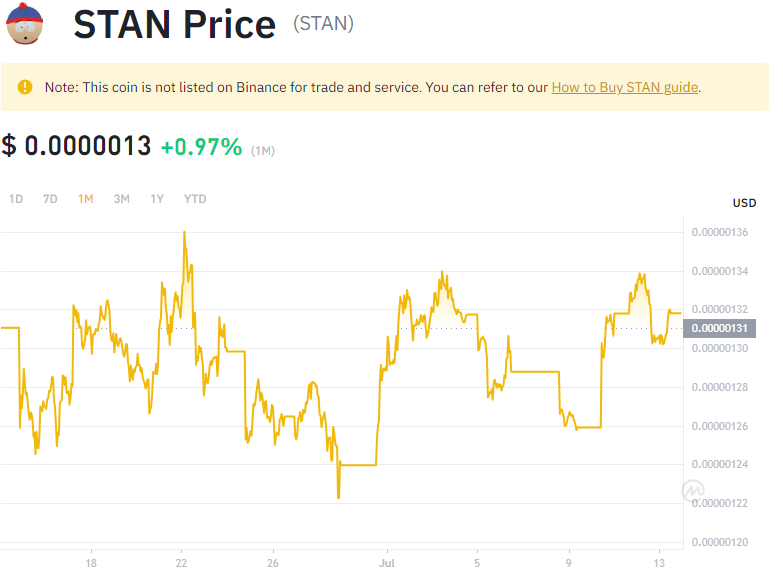 STAN Price (STAN)
Note: This coin is not listed on Binance for trade and service. You can refer to our How to Buy STAN guide.
$ 0.0000013 +0.97% (1M)
1D 7D 1M 3M 1Y YTD
USD
0.00000136
0.00000134
0.00000132
0.00000131
0.00000130
0.00000128
0.00000126
0.00000124
0.00000122
0.00000120
18 22 26 Jul 5 9 13